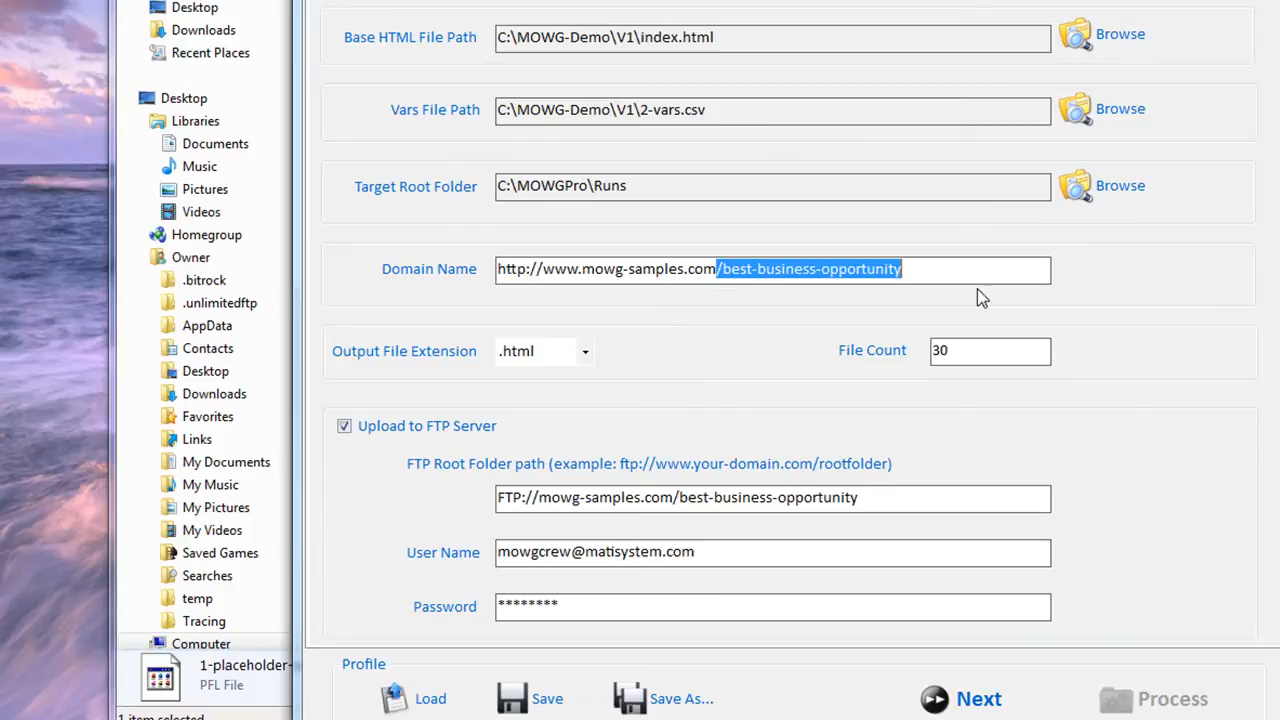 Desktop
Downloads
Recent Places
Desktop
Libraries
Documents
Music
Pictures
Videos
Homegroup
Owner
.bitrock
.unlimitedftp
AppData
Contacts
Desktop
Downloads
Favorites
Links
My Documents
My Music
My Pictures
My Videos
Saved Games
Searches
temp
Tracing
Computer
1-placeholder-
PFL File
1 item selected
Base HTML File Path C:\MOWG-Demo\V1\index.html Browse
Vars File Path C:\MOWG-Demo\V1\2-vars.csv Browse
Target Root Folder C:\MOWGPro\Runs Browse
Domain Name http://www.mowg-samples.com/best-business-opportunity
Output File Extension .html File Count 30
Upload to FTP Server
FTP Root Folder path (example: ftp://www.your-domain.com/rootfolder)
FTP://mowg-samples.com/best-business-opportunity
User Name mowgcrew@matisystem.com
Password ********
Profile
Load Save Save As... Next Process